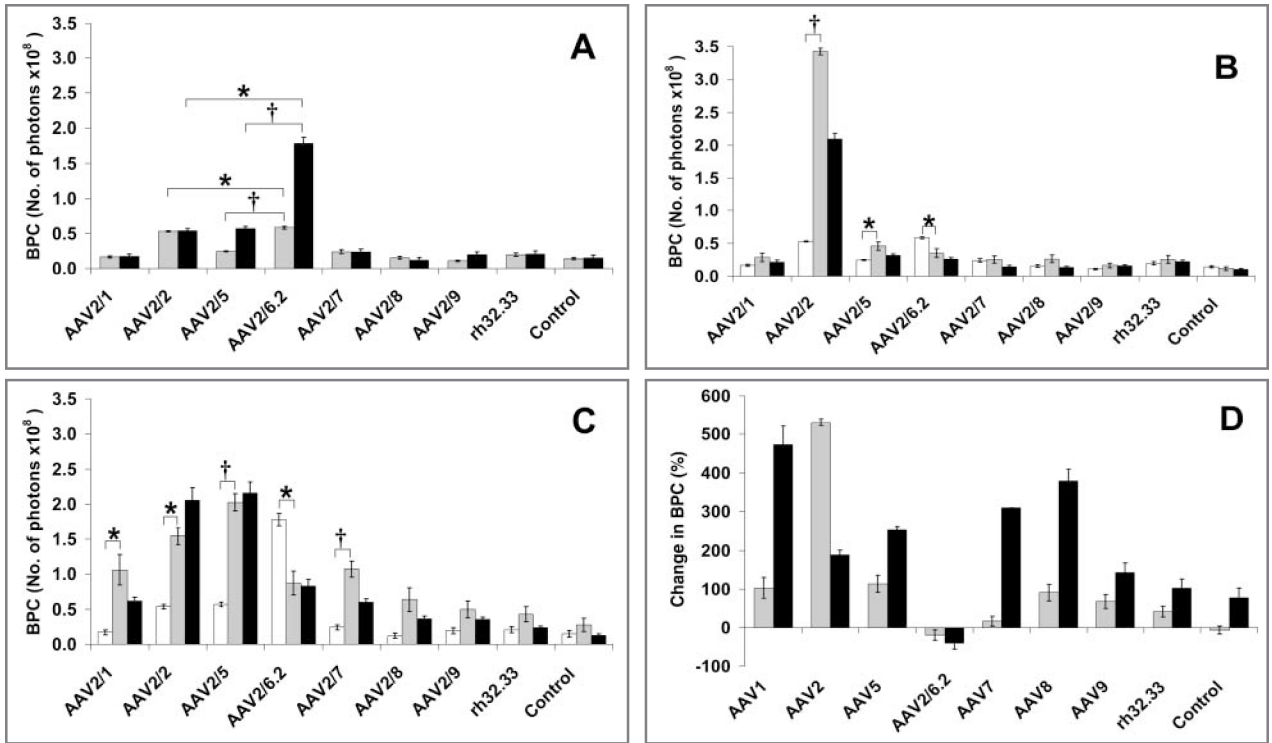 A
BPC (No. of photons x10⁸ )
3.5
3.0
2.5
2.0
1.5
1.0
0.5
0.0
*
†
*
†
AAV2/1
AAV2/2
AAV2/5
AAV2/6.2
AAV2/7
AAV2/8
AAV2/9
rh32.33
Control
B
BPC (No. of photons x10⁸ )
3.5
3.0
2.5
2.0
1.5
1.0
0.5
0.0
†
*
*
AAV2/1
AAV2/2
AAV2/5
AAV2/6.2
AAV2/7
AAV2/8
AAV2/9
rh32.33
Control
C
BPC (No. of photons x10⁸ )
3.5
3.0
2.5
2.0
1.5
1.0
0.5
0.0
*
*
†
*
†
AAV2/1
AAV2/2
AAV2/5
AAV2/6.2
AAV2/7
AAV2/8
AAV2/9
rh32.33
Control
D
Change in BPC (%)
600
500
400
300
200
100
0
-100
AAV1
AAV2
AAV5
AAV2/6.2
AAV7
AAV8
AAV9
rh32.33
Control